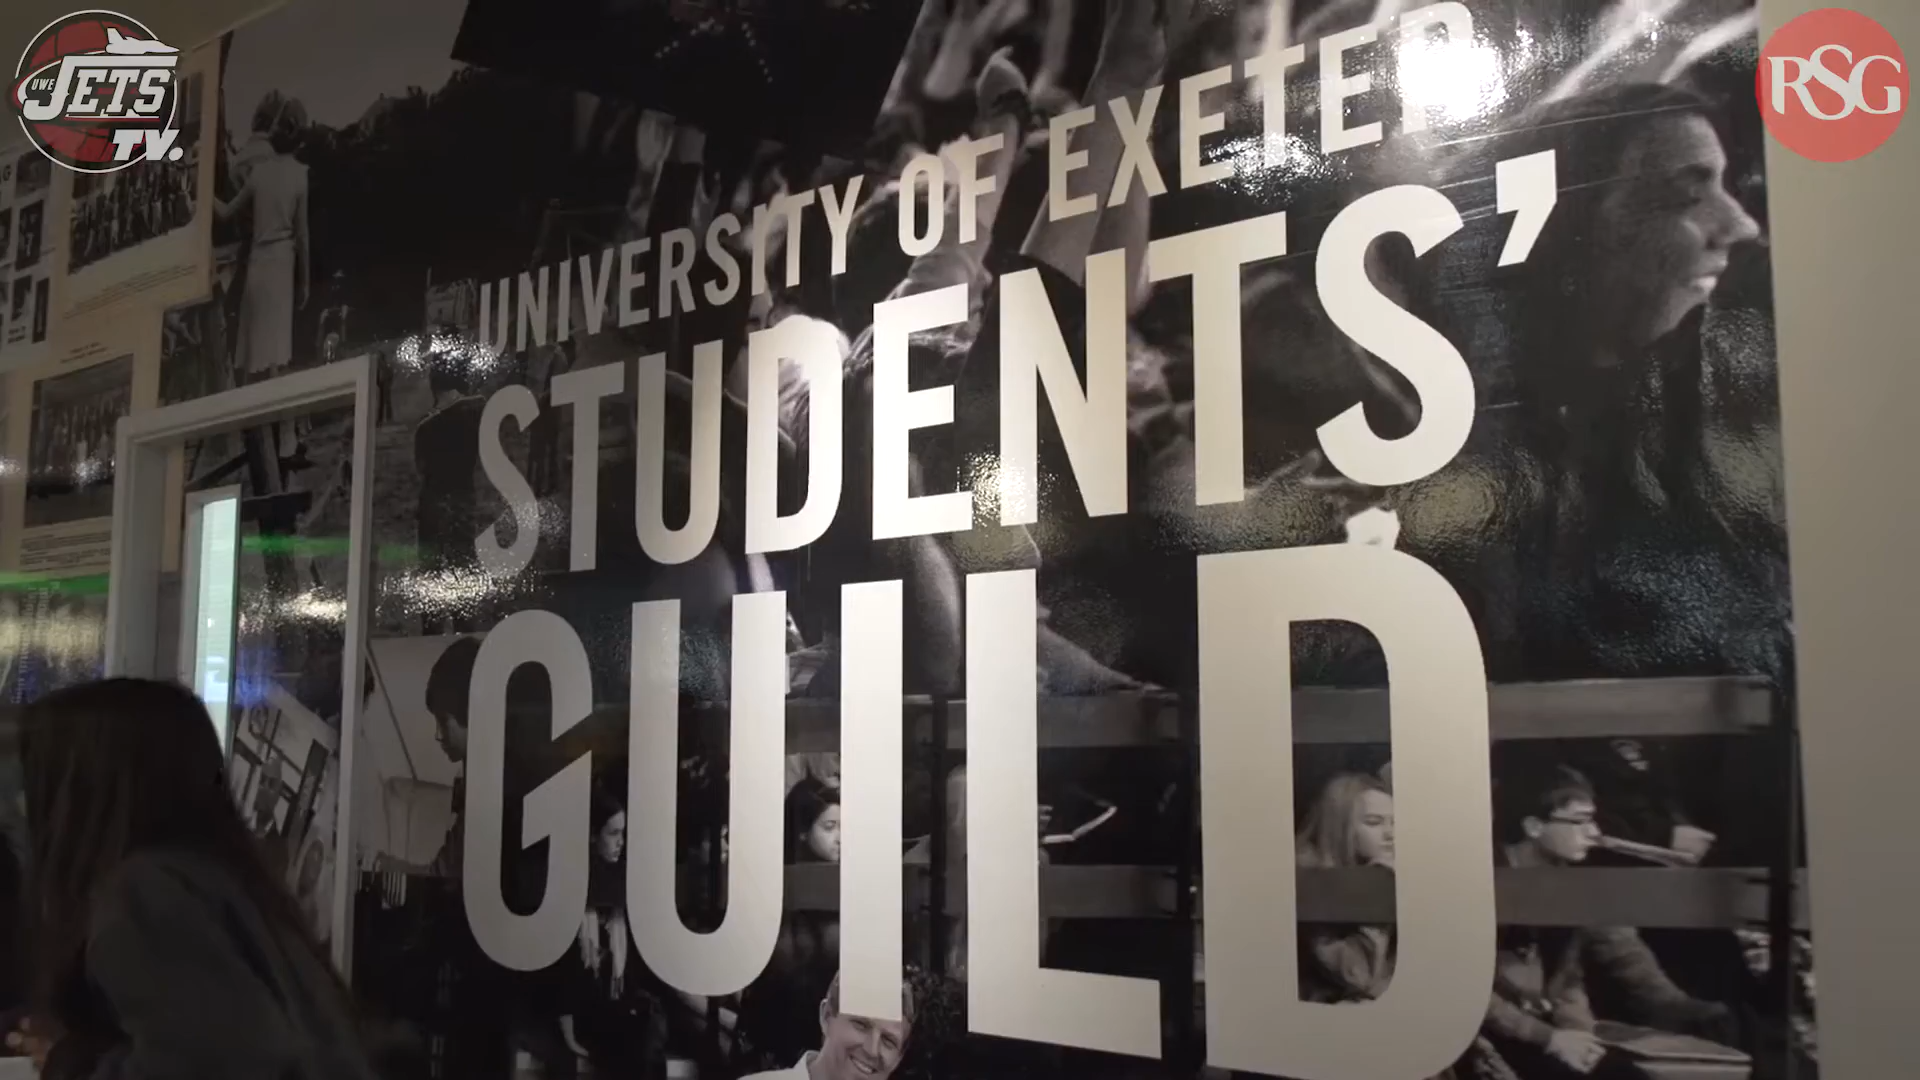 UWE
JETS
TV.
RSG
UNIVERSITY OF EXETER
STUDENTS'
GUILD